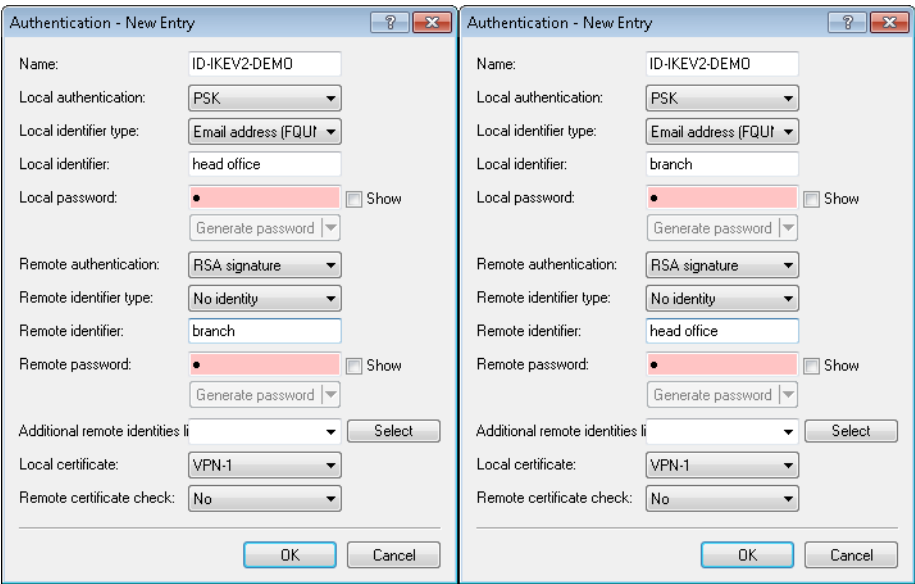 Authentication - New Entry
Name: ID-IKEV2-DEMO
Local authentication: PSK
Local identifier type: Email address (FQUN
Local identifier: head office
Local password: ● Show
Generate password
Remote authentication: RSA signature
Remote identifier type: No identity
Remote identifier: branch
Remote password: ● Show
Generate password
Additional remote identities li Select
Local certificate: VPN-1
Remote certificate check: No
OK Cancel
Authentication - New Entry
Name: ID-IKEV2-DEMO
Local authentication: PSK
Local identifier type: Email address (FQUN
Local identifier: branch
Local password: ● Show
Generate password
Remote authentication: RSA signature
Remote identifier type: No identity
Remote identifier: head office
Remote password: ● Show
Generate password
Additional remote identities li Select
Local certificate: VPN-1
Remote certificate check: No
OK Cancel